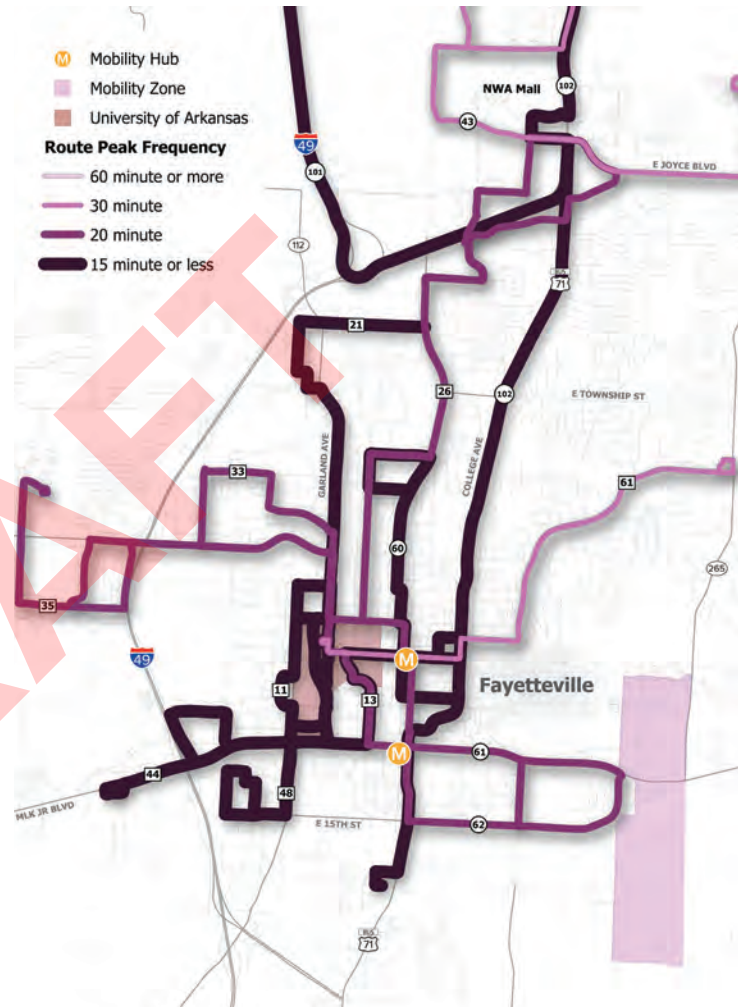 M Mobility Hub
Mobility Zone
University of Arkansas
Route Peak Frequency
60 minute or more
30 minute
20 minute
15 minute or less
NWA Mall
102
43
49
E JOYCE BLVD
101
112
71
21
26
102
E TOWNSHIP ST
GARLAND AVE
COLLEGE AVE
33
61
60
265
35
49
M
Fayetteville
11
13
M
61
44
48
MLK JR BLVD
E 15TH ST
62
71